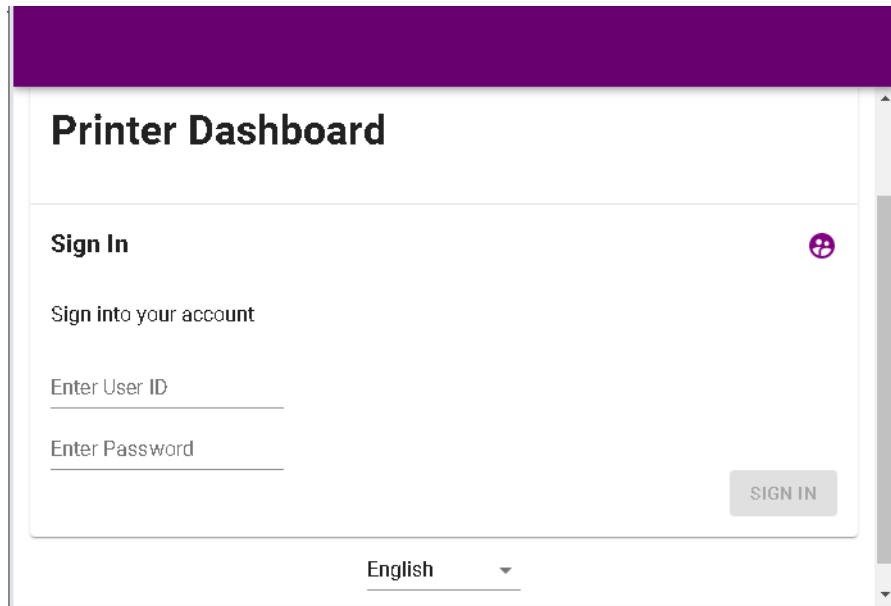 Printer Dashboard
Sign In
Sign into your account
Enter User ID
Enter Password
SIGN IN
English